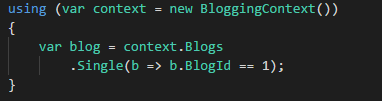 using (var context = new BloggingContext())
{
    var blog = context.Blogs
        .Single(b => b.BlogId == 1);
}